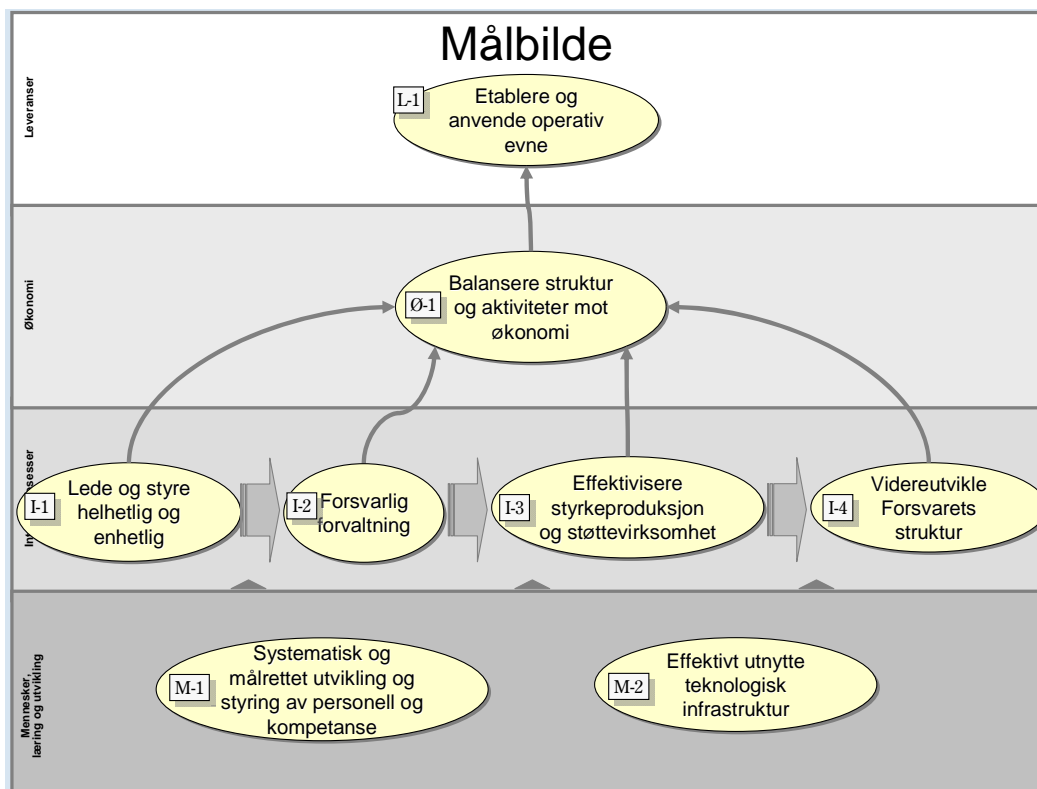 Målbilde
Leveranser
L-1
Etablere og
anvende operativ
evne
Økonomi
Ø-1
Balansere struktur
og aktiviteter mot
økonomi
I-1
Lede og styre
helhetlig og
enhetlig
I-2
Forsvarlig
forvaltning
I-3
Effektivisere
styrkeproduksjon
og støttevirksomhet
I-4
Videreutvikle
Forsvarets
struktur
Mennesker,
læring og utvikling
M-1
Systematisk og
målrettet utvikling og
styring av personell og
kompetanse
M-2
Effektivt utnytte
teknologisk
infrastruktur